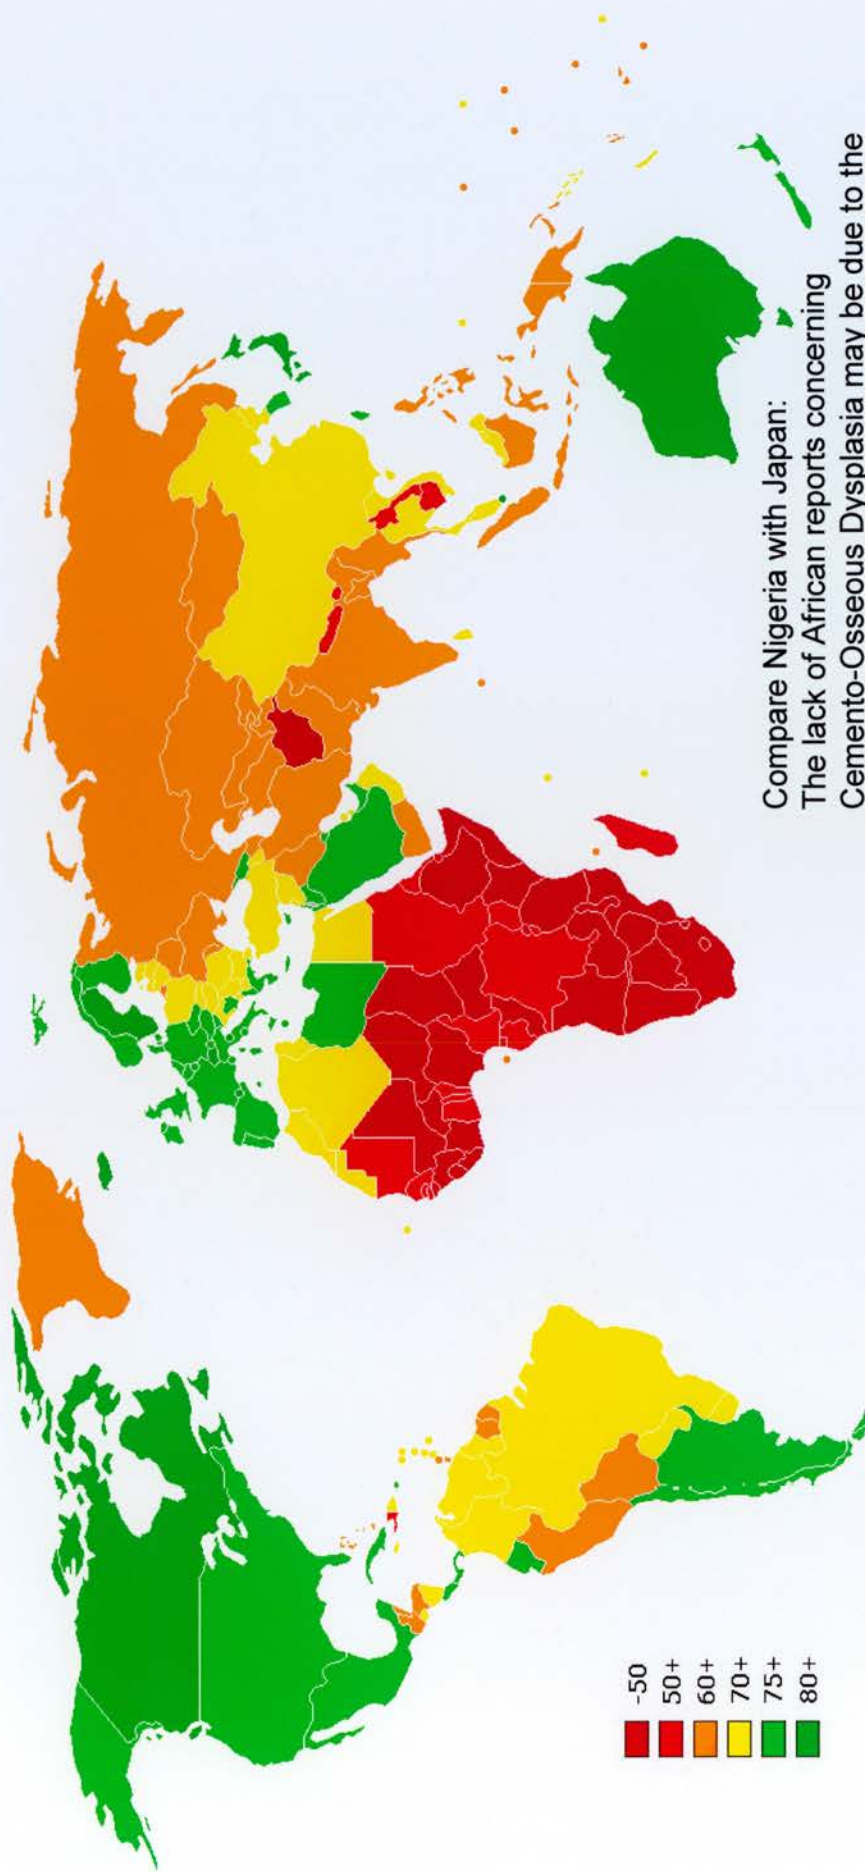 -50
50+
60+
70+
75+
80+
Compare Nigeria with Japan:
The lack of African reports concerning
Cemento-Osseous Dysplasia may be due to the